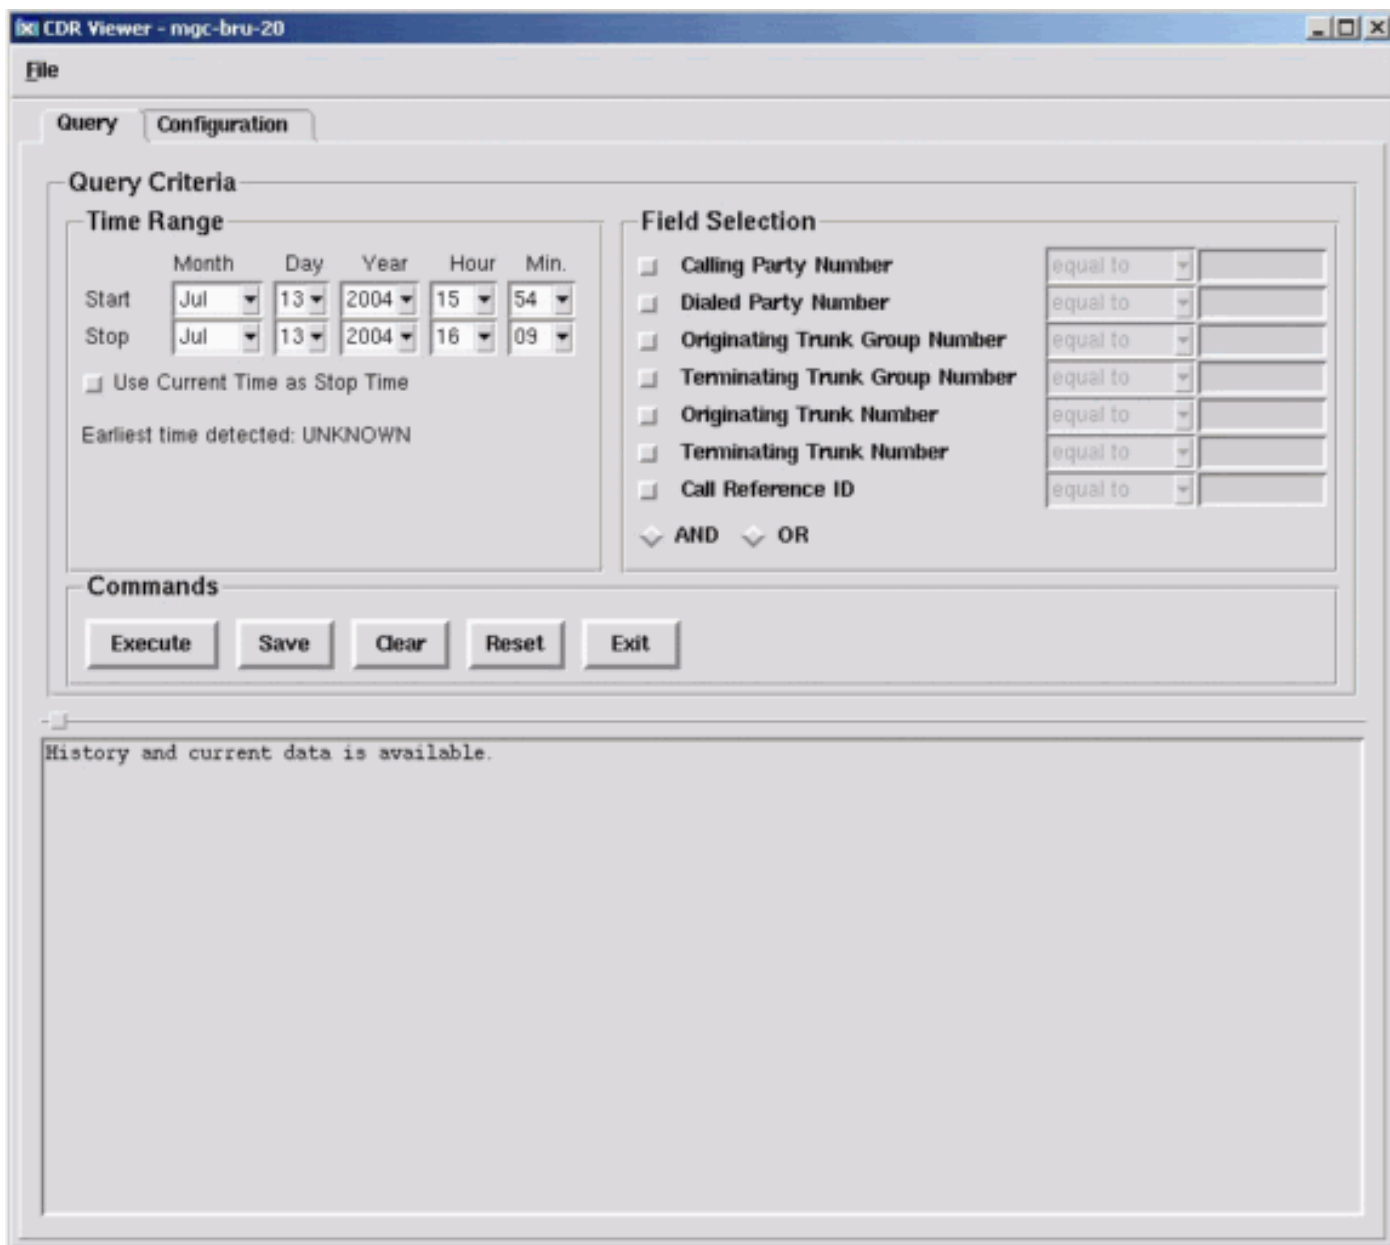 CDR Viewer - mgc-bru-20
File
Query Configuration
Query Criteria
Time Range
Month Day Year Hour Min.
Start Jul 13 2004 15 54
Stop Jul 13 2004 16 09
Use Current Time as Stop Time
Earliest time detected: UNKNOWN
Field Selection
Calling Party Number equal to
Dialed Party Number equal to
Originating Trunk Group Number equal to
Terminating Trunk Group Number equal to
Originating Trunk Number equal to
Terminating Trunk Number equal to
Call Reference ID equal to
AND OR
Commands
Execute Save Clear Reset Exit
History and current data is available.